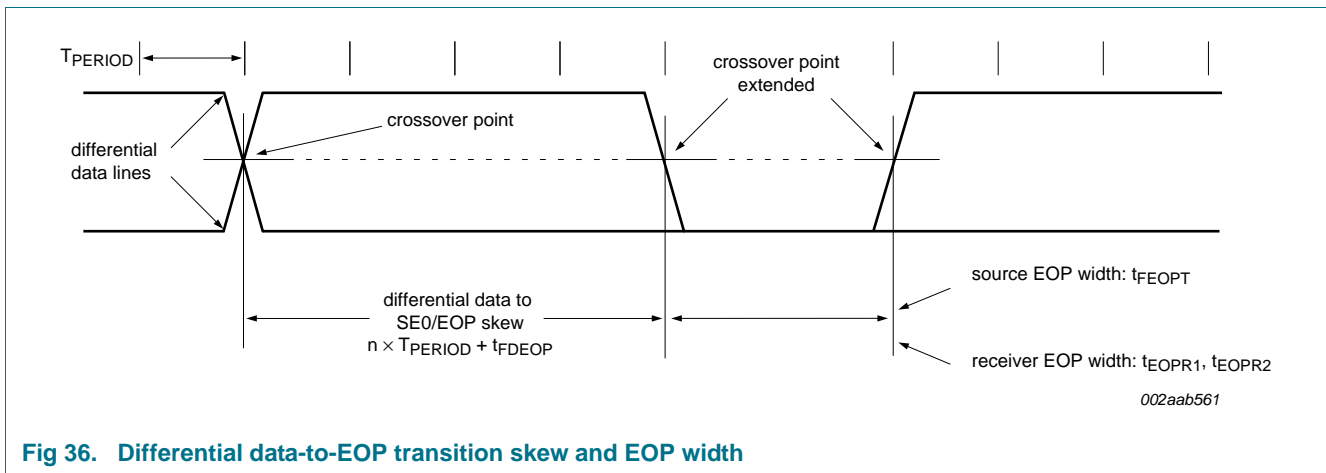 TPERIOD
crossover point
extended
crossover point
differential
data lines
source EOP width: tFEOPT
differential data to
SE0/EOP skew
n × TPERIOD + tFDEOP
receiver EOP width: tEOPR1, tEOPR2
002aab561
Fig 36. Differential data-to-EOP transition skew and EOP width